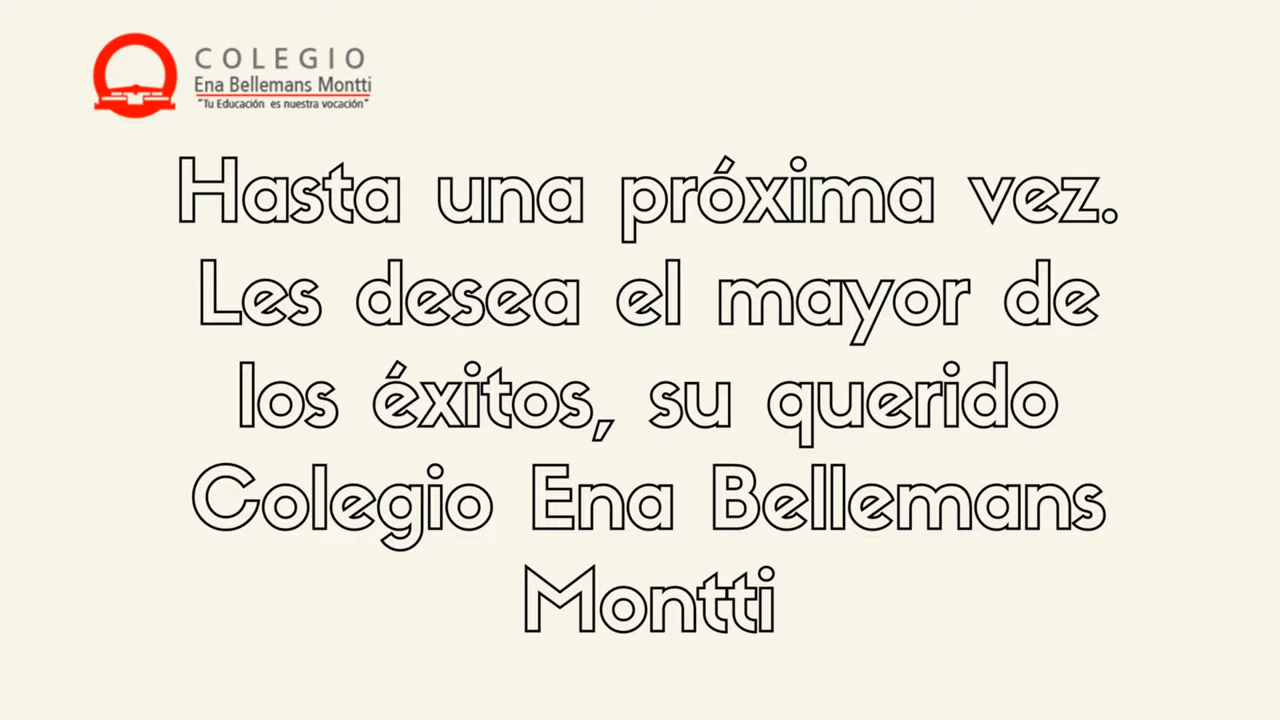 COLEGIO
Ena Bellemans Montti
"Tu Educación es nuestra vocación"
Hasta una próxima vez.
Les desea el mayor de
los éxitos, su querido
Colegio Ena Bellemans
Montti